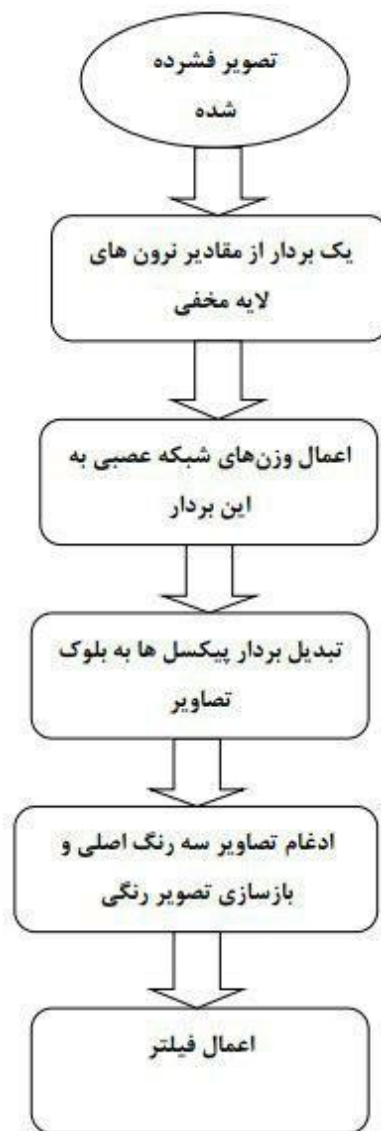 تصویر فشرده
شده
یک بردار از مقادیر نرون های
لایه مخفی
اعمال وزن‌های شبکه عصبی به
این بردار
تبدیل بردار پیکسل ها به بلوک
تصاویر
ادغام تصاویر سه رنگ اصلی و
بازسازی تصویر رنگی
اعمال فیلتر